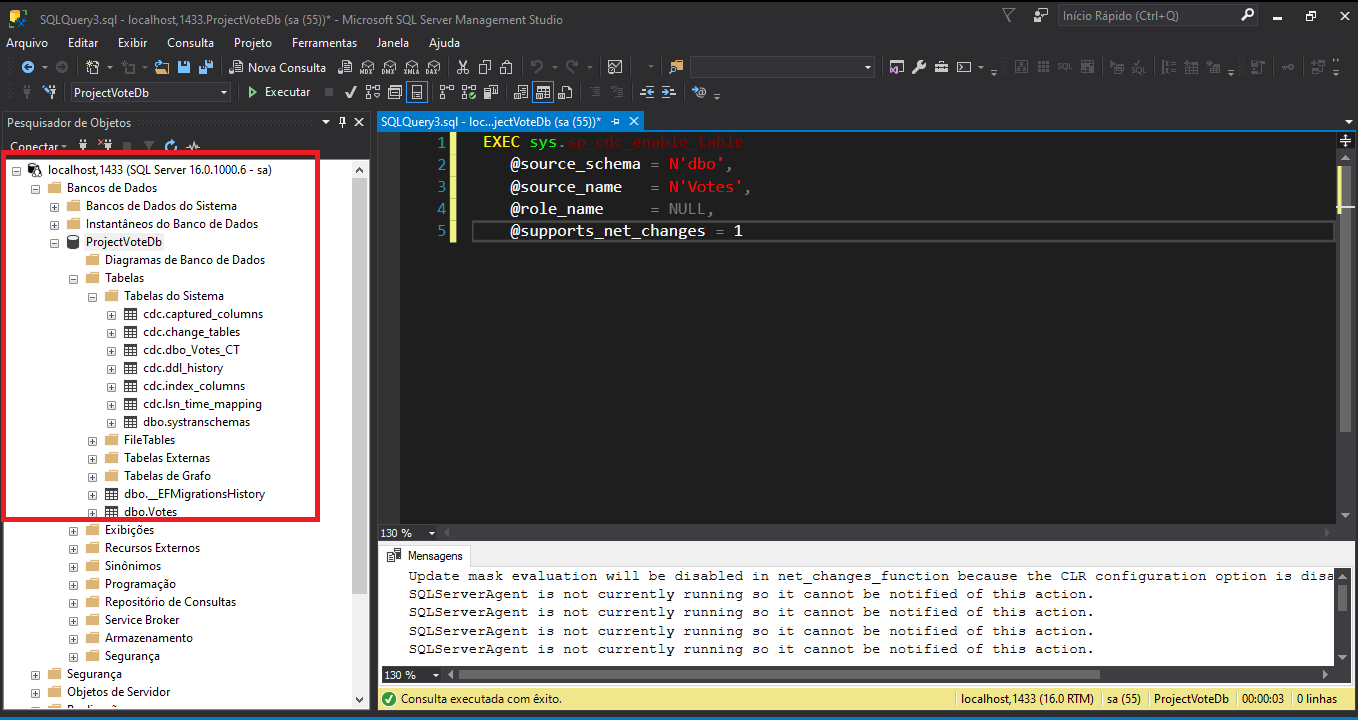 SQLQuery3.sql - localhost,1433.ProjectVoteDb (sa (55))* - Microsoft SQL Server Management Studio
Início Rápido (Ctrl+Q)
Arquivo Editar Exibir Consulta Projeto Ferramentas Janela Ajuda
Nova Consulta MDX DMX XMLA DAX
ProjectVoteDb Executar
Pesquisador de Objetos
SQLQuery3.sql - loc...jectVoteDb (sa (55))*
Conectar
localhost,1433 (SQL Server 16.0.1000.6 - sa)
Bancos de Dados
Bancos de Dados do Sistema
Instantâneos do Banco de Dados
ProjectVoteDb
Diagramas de Banco de Dados
Tabelas
Tabelas do Sistema
cdc.captured_columns
cdc.change_tables
cdc.dbo_Votes_CT
cdc.ddl_history
cdc.index_columns
cdc.lsn_time_mapping
dbo.systranschemas
FileTables
Tabelas Externas
Tabelas de Grafo
dbo.__EFMigrationsHistory
dbo.Votes
Exibições
Recursos Externos
Sinônimos
Programação
Repositório de Consultas
Service Broker
Armazenamento
Segurança
Segurança
Objetos de Servidor
1 EXEC sys.sp_cdc_enable_table
2 @source_schema = N'dbo',
3 @source_name = N'Votes',
4 @role_name = NULL,
5 @supports_net_changes = 1
130 %
Mensagens
Update mask evaluation will be disabled in net_changes_function because the CLR configuration option is disa
SQLServerAgent is not currently running so it cannot be notified of this action.
SQLServerAgent is not currently running so it cannot be notified of this action.
SQLServerAgent is not currently running so it cannot be notified of this action.
SQLServerAgent is not currently running so it cannot be notified of this action.
130 %
Consulta executada com êxito. localhost,1433 (16.0 RTM) sa (55) ProjectVoteDb 00:00:03 0 linhas